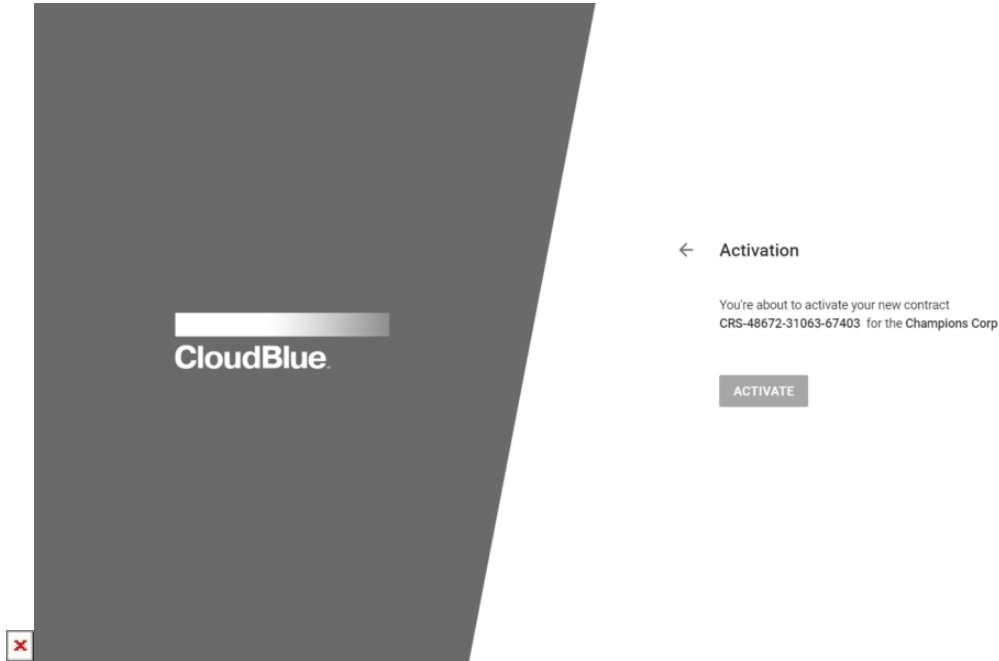 CloudBlue
Activation
You're about to activate your new contract
CRS-48672-31063-67403 for the Champions Corp
ACTIVATE